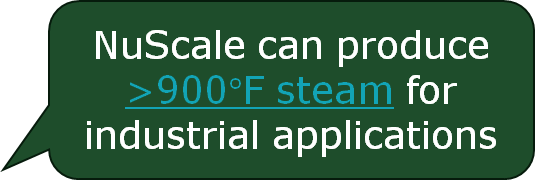 NuScale can produce
>900°F steam for
industrial applications